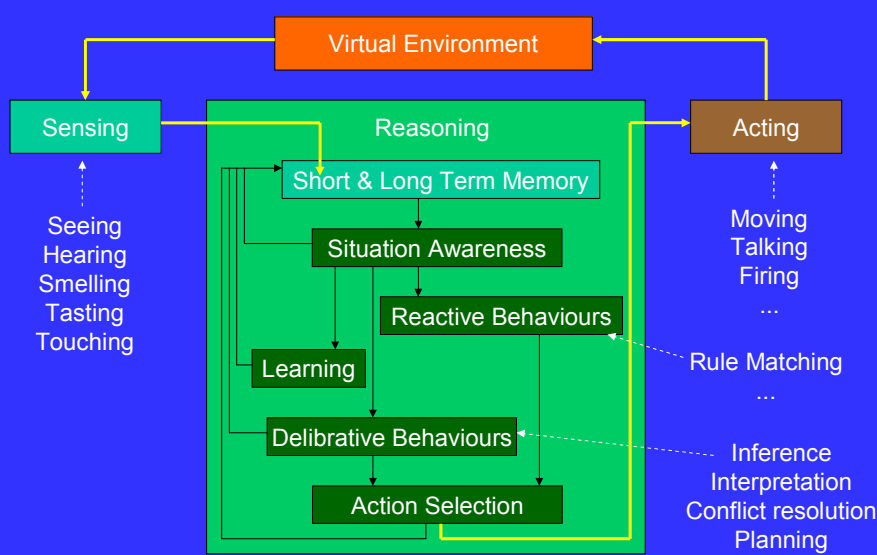 Virtual Environment
Sensing
Reasoning
Acting
Short & Long Term Memory
Seeing
Hearing
Smelling
Tasting
Touching
Situation Awareness
Moving
Talking
Firing
...
Reactive Behaviours
Learning
Rule Matching
...
Delibrative Behaviours
Inference
Interpretation
Conflict resolution
Planning
Action Selection